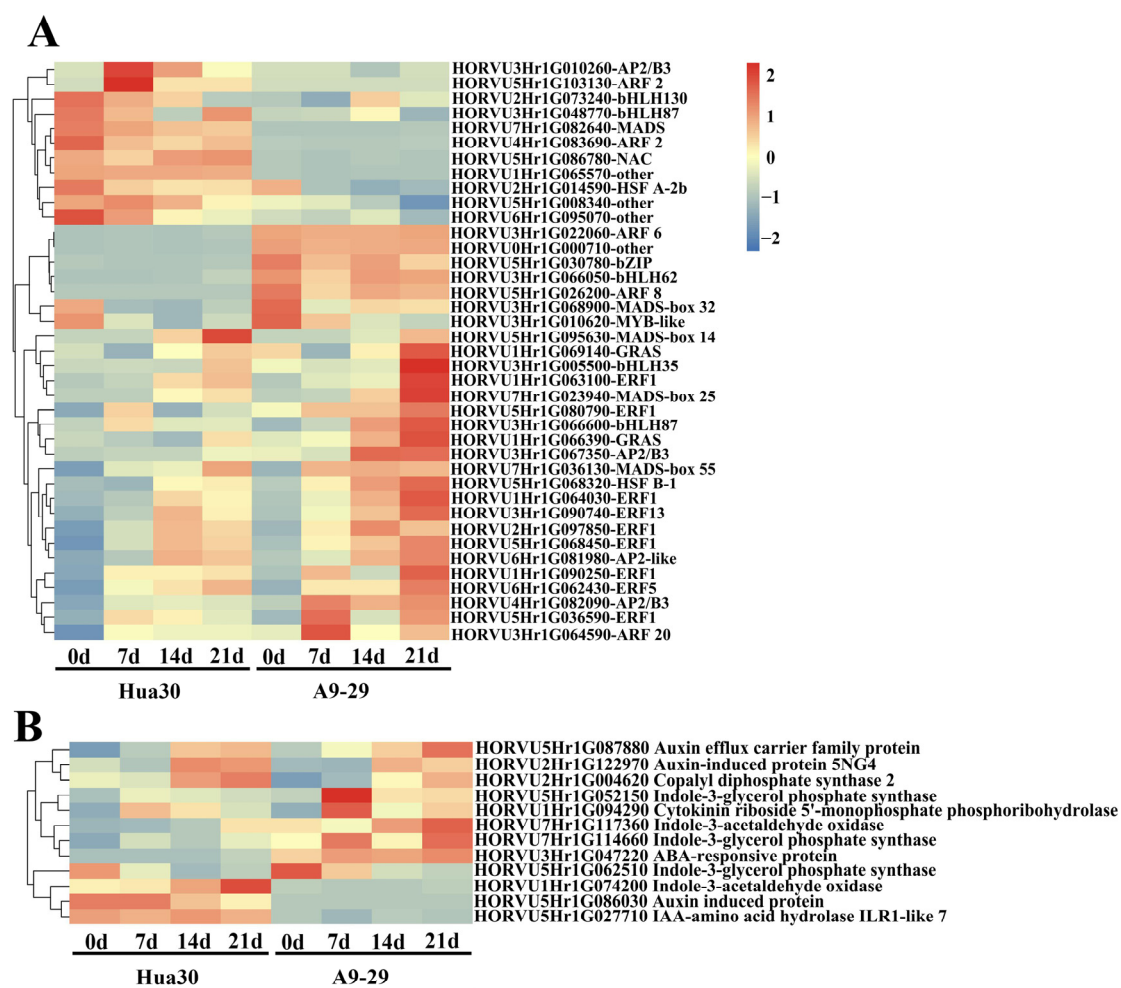 A
HORVU3Hr1G010260-AP2/B3
HORVU5Hr1G103130-ARF 2
HORVU2Hr1G073240-bHLH130
HORVU3Hr1G048770-bHLH87
HORVU7Hr1G082640-MADS
HORVU4Hr1G083690-ARF 2
HORVU5Hr1G086780-NAC
HORVU1Hr1G065570-other
HORVU2Hr1G014590-HSF A-2b
HORVU5Hr1G008340-other
HORVU6Hr1G095070-other
HORVU3Hr1G022060-ARF 6
HORVU0Hr1G000710-other
HORVU5Hr1G030780-bZIP
HORVU3Hr1G066050-bHLH62
HORVU5Hr1G026200-ARF 8
HORVU3Hr1G068900-MADS-box 32
HORVU3Hr1G010620-MYB-like
HORVU5Hr1G095630-MADS-box 14
HORVU1Hr1G069140-GRAS
HORVU3Hr1G005500-bHLH35
HORVU1Hr1G063100-ERF1
HORVU7Hr1G023940-MADS-box 25
HORVU5Hr1G080790-ERF1
HORVU3Hr1G066600-bHLH87
HORVU1Hr1G066390-GRAS
HORVU3Hr1G067350-AP2/B3
HORVU7Hr1G036130-MADS-box 55
HORVU5Hr1G068320-HSF B-1
HORVU1Hr1G064030-ERF1
HORVU3Hr1G090740-ERF13
HORVU2Hr1G097850-ERF1
HORVU5Hr1G068450-ERF1
HORVU6Hr1G081980-AP2-like
HORVU1Hr1G090250-ERF1
HORVU6Hr1G062430-ERF5
HORVU4Hr1G082090-AP2/B3
HORVU5Hr1G036590-ERF1
HORVU3Hr1G064590-ARF 20
2
1
0
−1
−2
0d 7d 14d 21d 0d 7d 14d 21d
Hua30 A9-29
B
HORVU5Hr1G087880 Auxin efflux carrier family protein
HORVU2Hr1G122970 Auxin-induced protein 5NG4
HORVU2Hr1G004620 Copalyl diphosphate synthase 2
HORVU5Hr1G052150 Indole-3-glycerol phosphate synthase
HORVU1Hr1G094290 Cytokinin riboside 5'-monophosphate phosphoribohydrolase
HORVU7Hr1G117360 Indole-3-acetaldehyde oxidase
HORVU7Hr1G114660 Indole-3-glycerol phosphate synthase
HORVU3Hr1G047220 ABA-responsive protein
HORVU5Hr1G062510 Indole-3-glycerol phosphate synthase
HORVU1Hr1G074200 Indole-3-acetaldehyde oxidase
HORVU5Hr1G086030 Auxin induced protein
HORVU5Hr1G027710 IAA-amino acid hydrolase ILR1-like 7
0d 7d 14d 21d 0d 7d 14d 21d
Hua30 A9-29